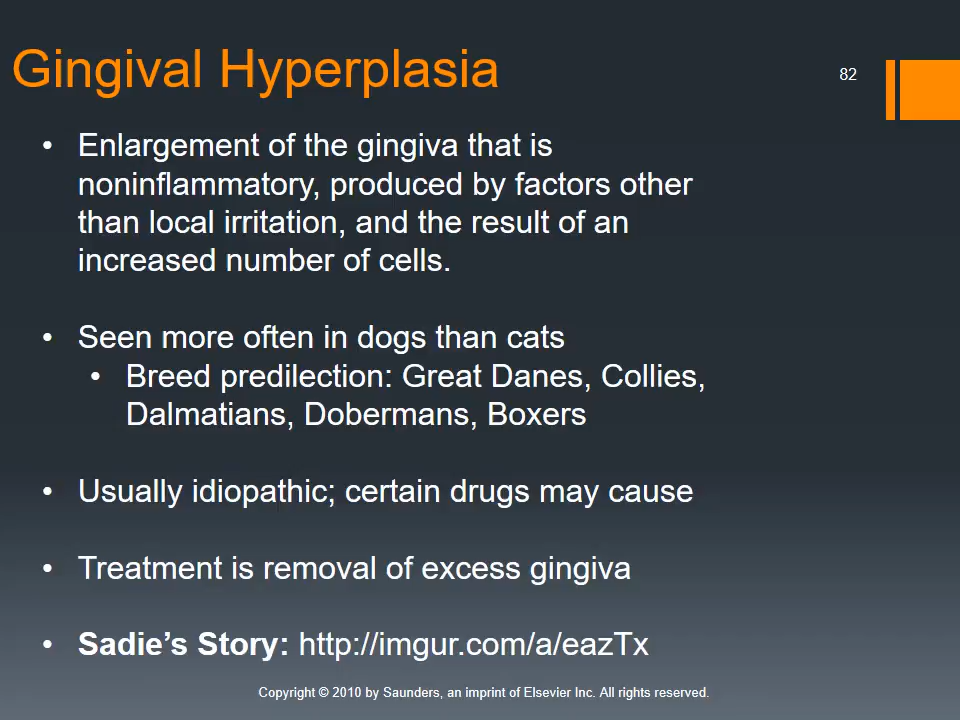 Gingival Hyperplasia
82
• Enlargement of the gingiva that is
noninflammatory, produced by factors other
than local irritation, and the result of an
increased number of cells.
• Seen more often in dogs than cats
• Breed predilection: Great Danes, Collies,
Dalmatians, Dobermans, Boxers
• Usually idiopathic; certain drugs may cause
• Treatment is removal of excess gingiva
• Sadie’s Story: http://imgur.com/a/eazTx
Copyright © 2010 by Saunders, an imprint of Elsevier Inc. All rights reserved.